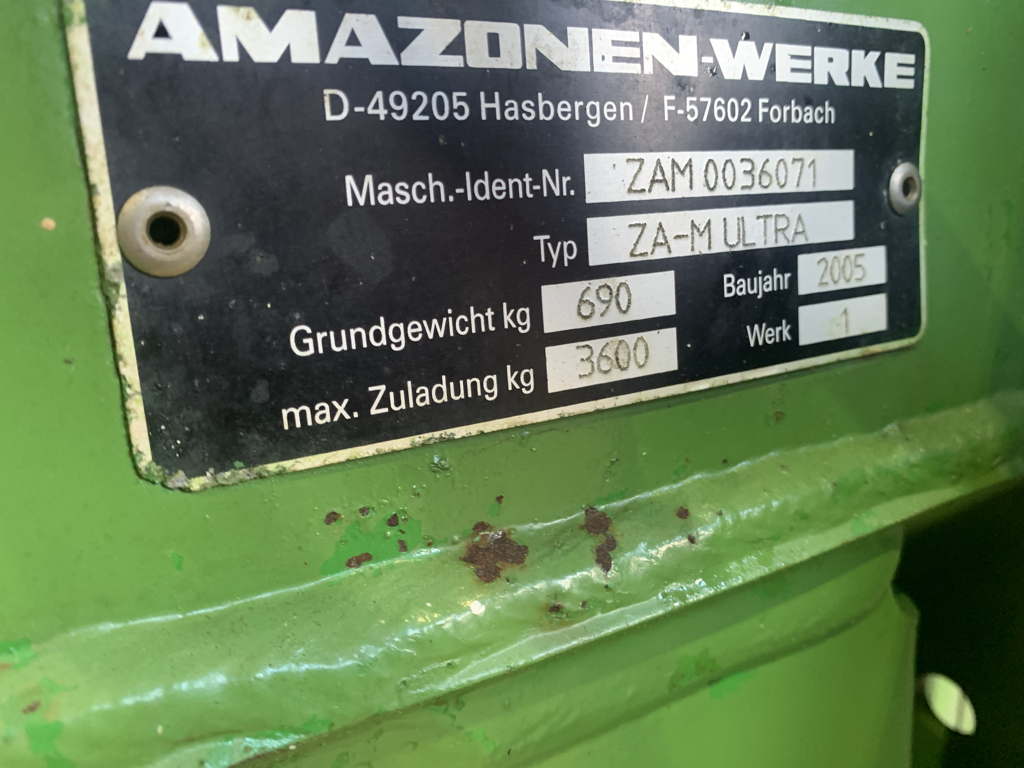 AMAZONEN-WERKE
D-49205 Hasbergen / F-57602 Forbach
Masch.-Ident-Nr. ZAM 0036071
Typ ZA-M ULTRA
Grundgewicht kg 690 Baujahr 2005
max. Zuladung kg 3600 Werk 1